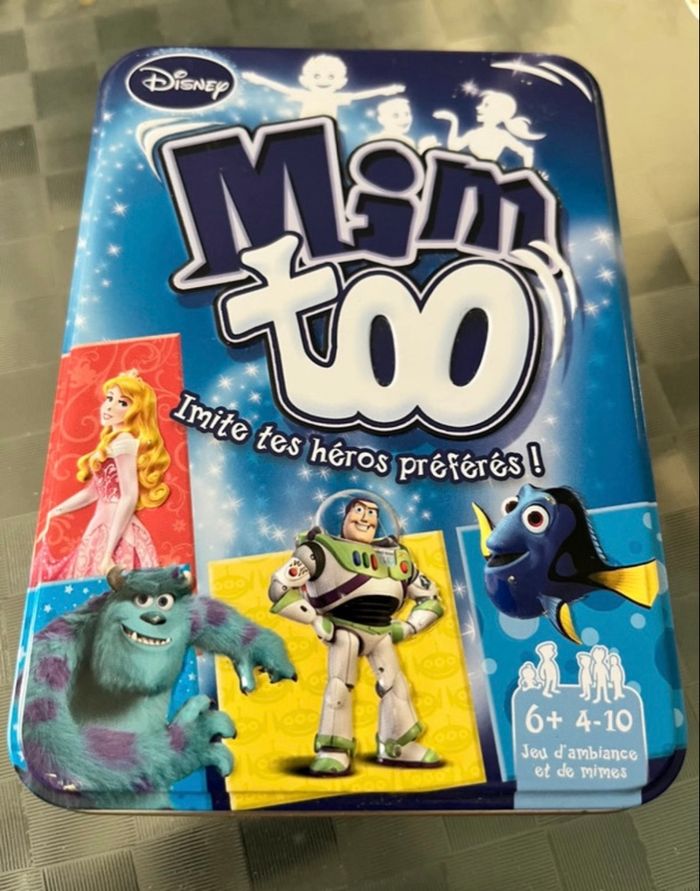 Disney
Mim
too
Imite tes héros préférés !
6+ 4-10
Jeu d'ambiance
et de mimes